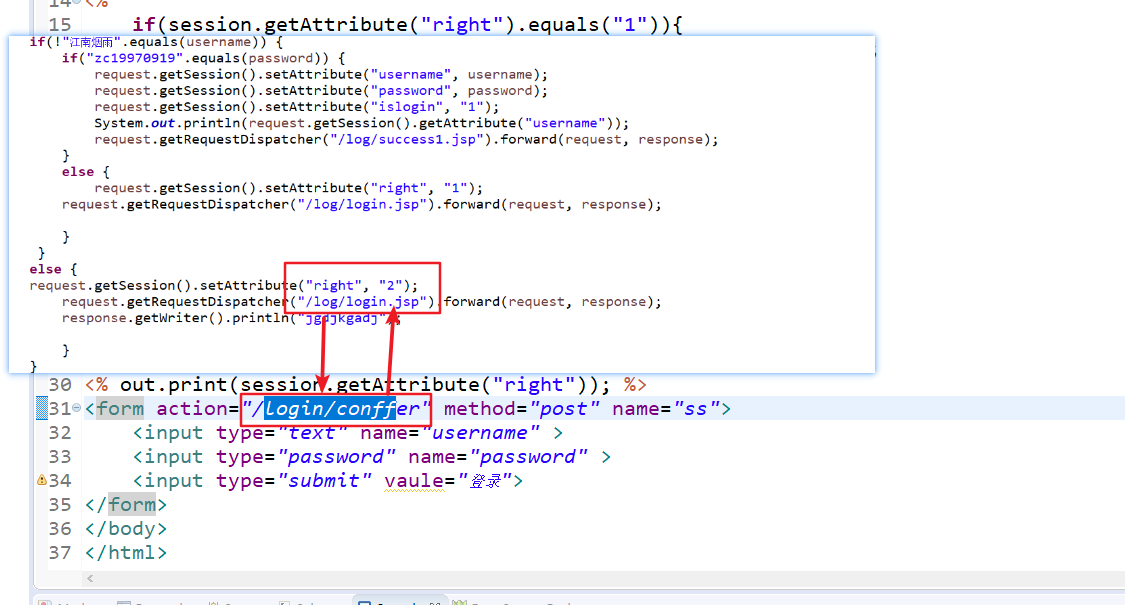 14 <%
15 if(session.getAttribute("right").equals("1")){
if(!"江南烟雨".equals(username)) {
if("zc19970919".equals(password)) {
request.getSession().setAttribute("username", username);
request.getSession().setAttribute("password", password);
request.getSession().setAttribute("islogin", "1");
System.out.println(request.getSession().getAttribute("username"));
request.getRequestDispatcher("/log/success1.jsp").forward(request, response);
}
else {
request.getSession().setAttribute("right", "1");
request.getRequestDispatcher("/log/login.jsp").forward(request, response);
}
}
else {
request.getSession().setAttribute("right", "2");
request.getRequestDispatcher("/log/login.jsp").forward(request, response);
response.getWriter().println("jgdjkgadj");
}
}
30 <% out.print(session.getAttribute("right")); %>
31 <form action="/login/conffer" method="post" name="ss">
32 <input type="text" name="username" >
33 <input type="password" name="password" >
34 <input type="submit" vaule="登录">
35 </form>
36 </body>
37 </html>